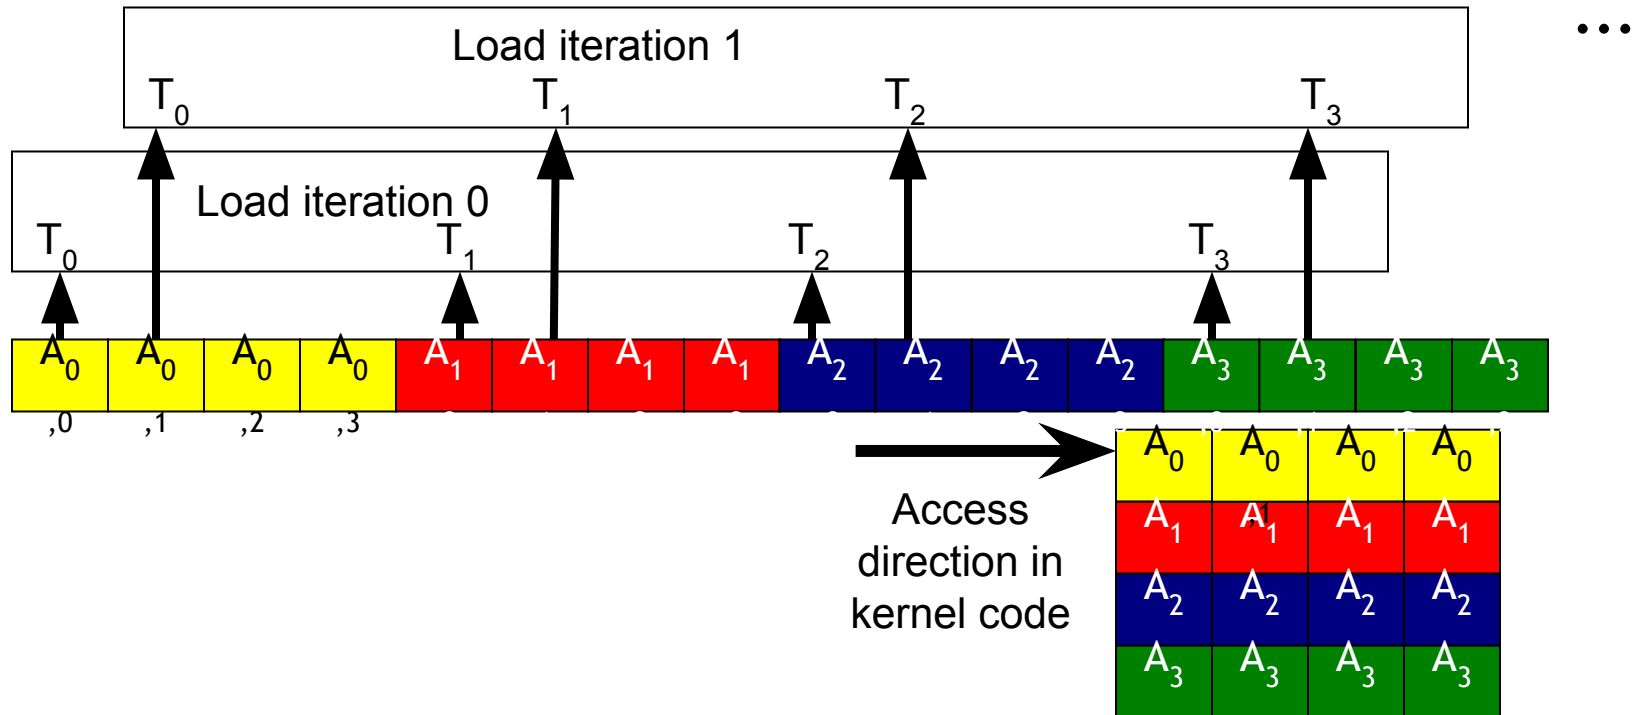 ...
Load iteration 1
T0 T1 T2 T3
Load iteration 0
T0 T1 T2 T3
A0 A0 A0 A0 A1 A1 A1 A1 A2 A2 A2 A2 A3 A3 A3 A3
,0 ,1 ,2 ,3
A0 A0 A0 A0
,1
Access
direction in
kernel code
A1 A1 A1 A1
A2 A2 A2 A2
A3 A3 A3 A3